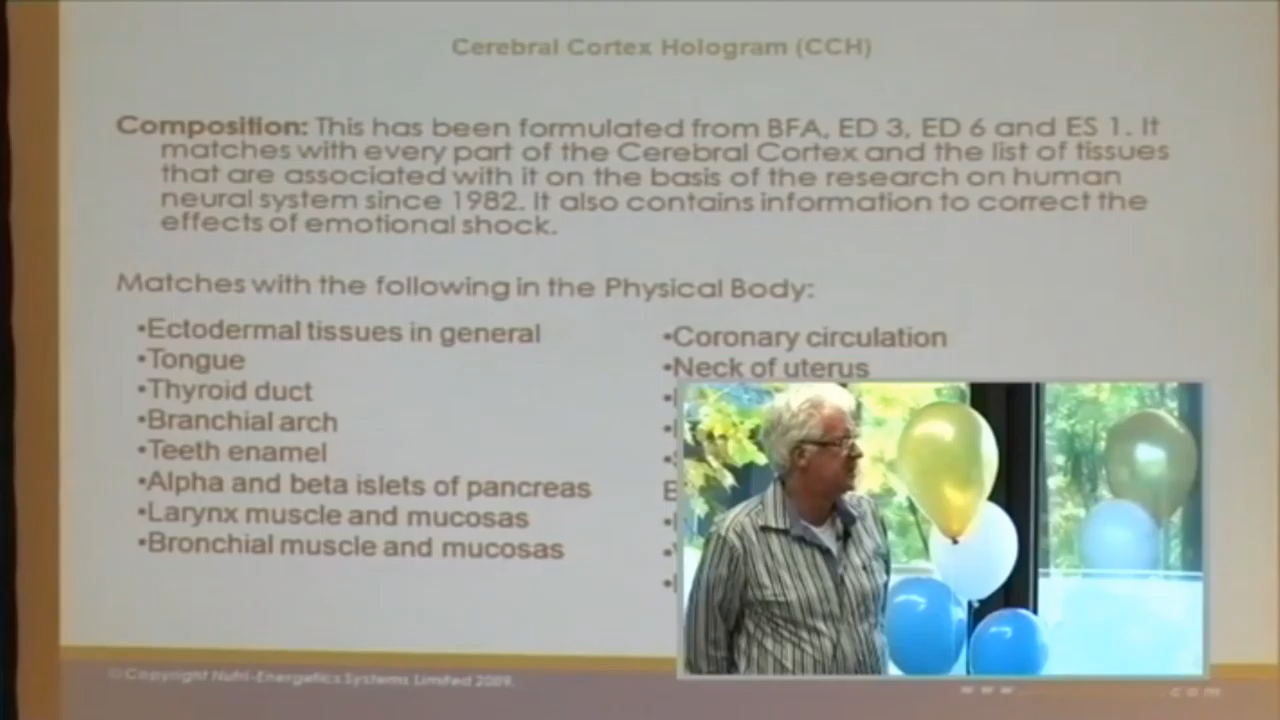 Cerebral Cortex Hologram (CCH)
Composition: This has been formulated from BFA, ED 3, ED 6 and ES 1. It
matches with every part of the Cerebral Cortex and the list of tissues
that are associated with it on the basis of the research on human
neural system since 1982. It also contains information to correct the
effects of emotional shock.
Matches with the following in the Physical Body:
•Ectodermal tissues in general
•Tongue
•Thyroid duct
•Branchial arch
•Teeth enamel
•Alpha and beta islets of pancreas
•Larynx muscle and mucosas
•Bronchial muscle and mucosas
•Coronary circulation
•Neck of uterus
© Copyright Nutri-Energetics Systems Limited 2009.
www
.com